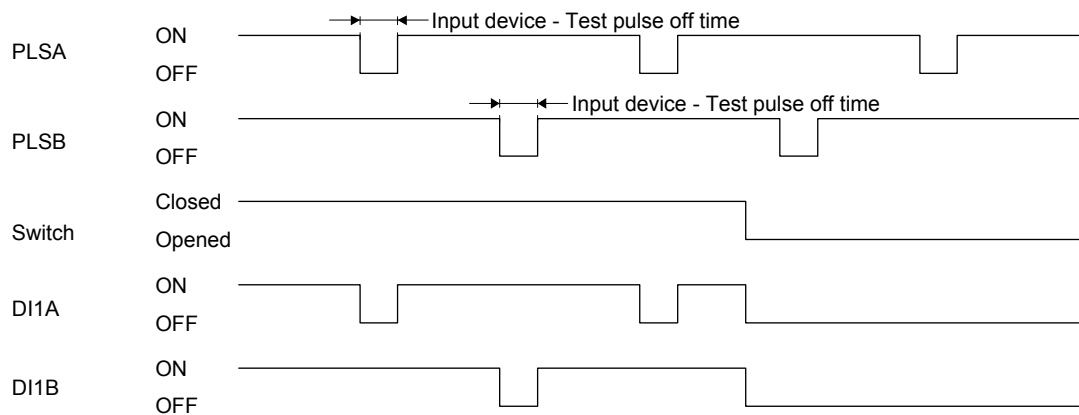 Input device - Test pulse off time
ON
PLSA
OFF
Input device - Test pulse off time
ON
PLSB
OFF
Closed
Switch
Opened
ON
DI1A
OFF
ON
DI1B
OFF